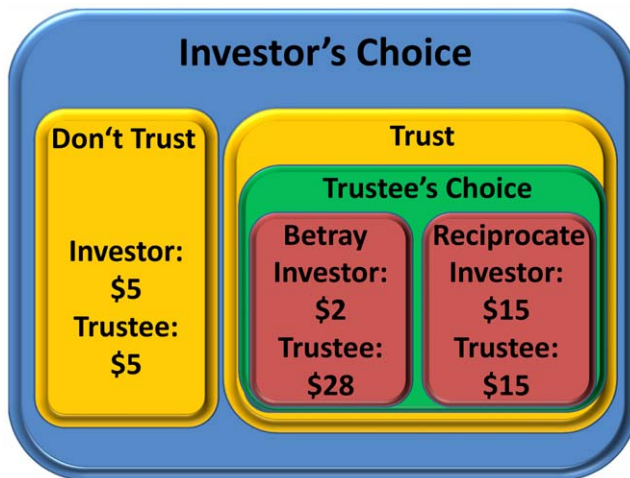 Investor's Choice
Don't Trust
Investor:
$5
Trustee:
$5
Trust
Trustee's Choice
Betray
Investor:
$2
Trustee:
$28
Reciprocate
Investor:
$15
Trustee:
$15